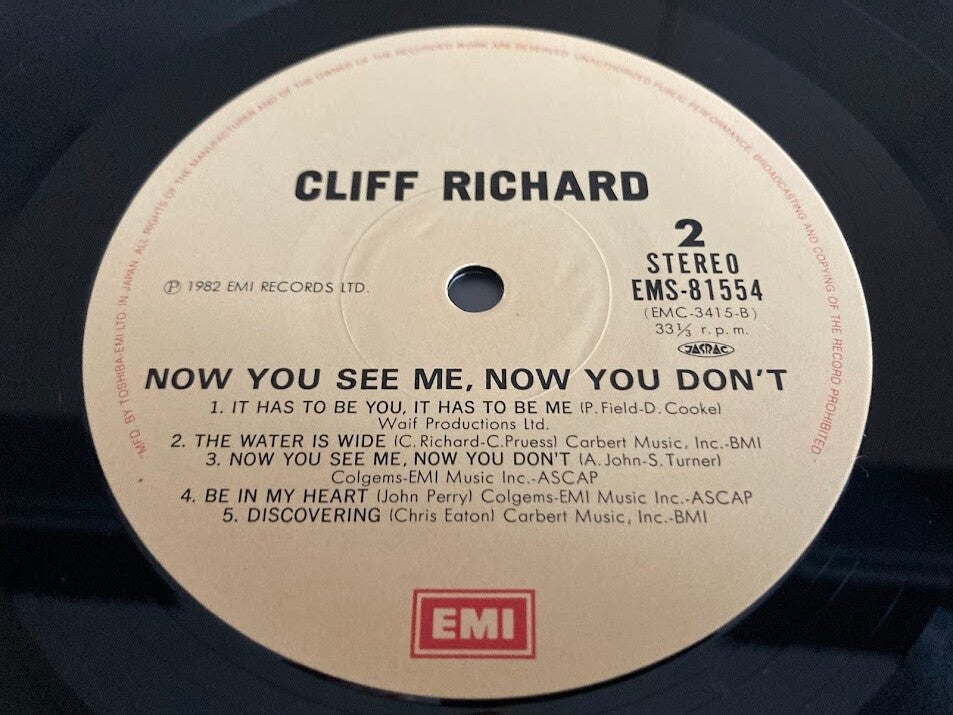 "MFD. BY TOSHIBA-EMI LTD. IN JAPAN ALL RIGHTS OF THE MANUFACTURER AND OF THE OWNER OF THE RECORDED WORK ARE RESERVED. UNAUTHORIZED PUBLIC PERFORMANCE, BROADCASTING AND COPYING OF THE RECORD PROHIBITED"
CLIFF RICHARD
2
STEREO
℗ 1982 EMI RECORDS LTD.
EMS-81554
(EMC-3415-B)
33⅓ r.p.m.
JASRAC
NOW YOU SEE ME, NOW YOU DON'T
1. IT HAS TO BE YOU, IT HAS TO BE ME (P. Field-D. Cooke)
Waif Productions Ltd.
2. THE WATER IS WIDE (C. Richard-C. Pruess) Carbert Music, Inc.-BMI
3. NOW YOU SEE ME, NOW YOU DON'T (A. John-S. Turner)
Colgems-EMI Music Inc.-ASCAP
4. BE IN MY HEART (John Perry) Colgems-EMI Music Inc.-ASCAP
5. DISCOVERING (Chris Eaton) Carbert Music, Inc.-BMI
EMI